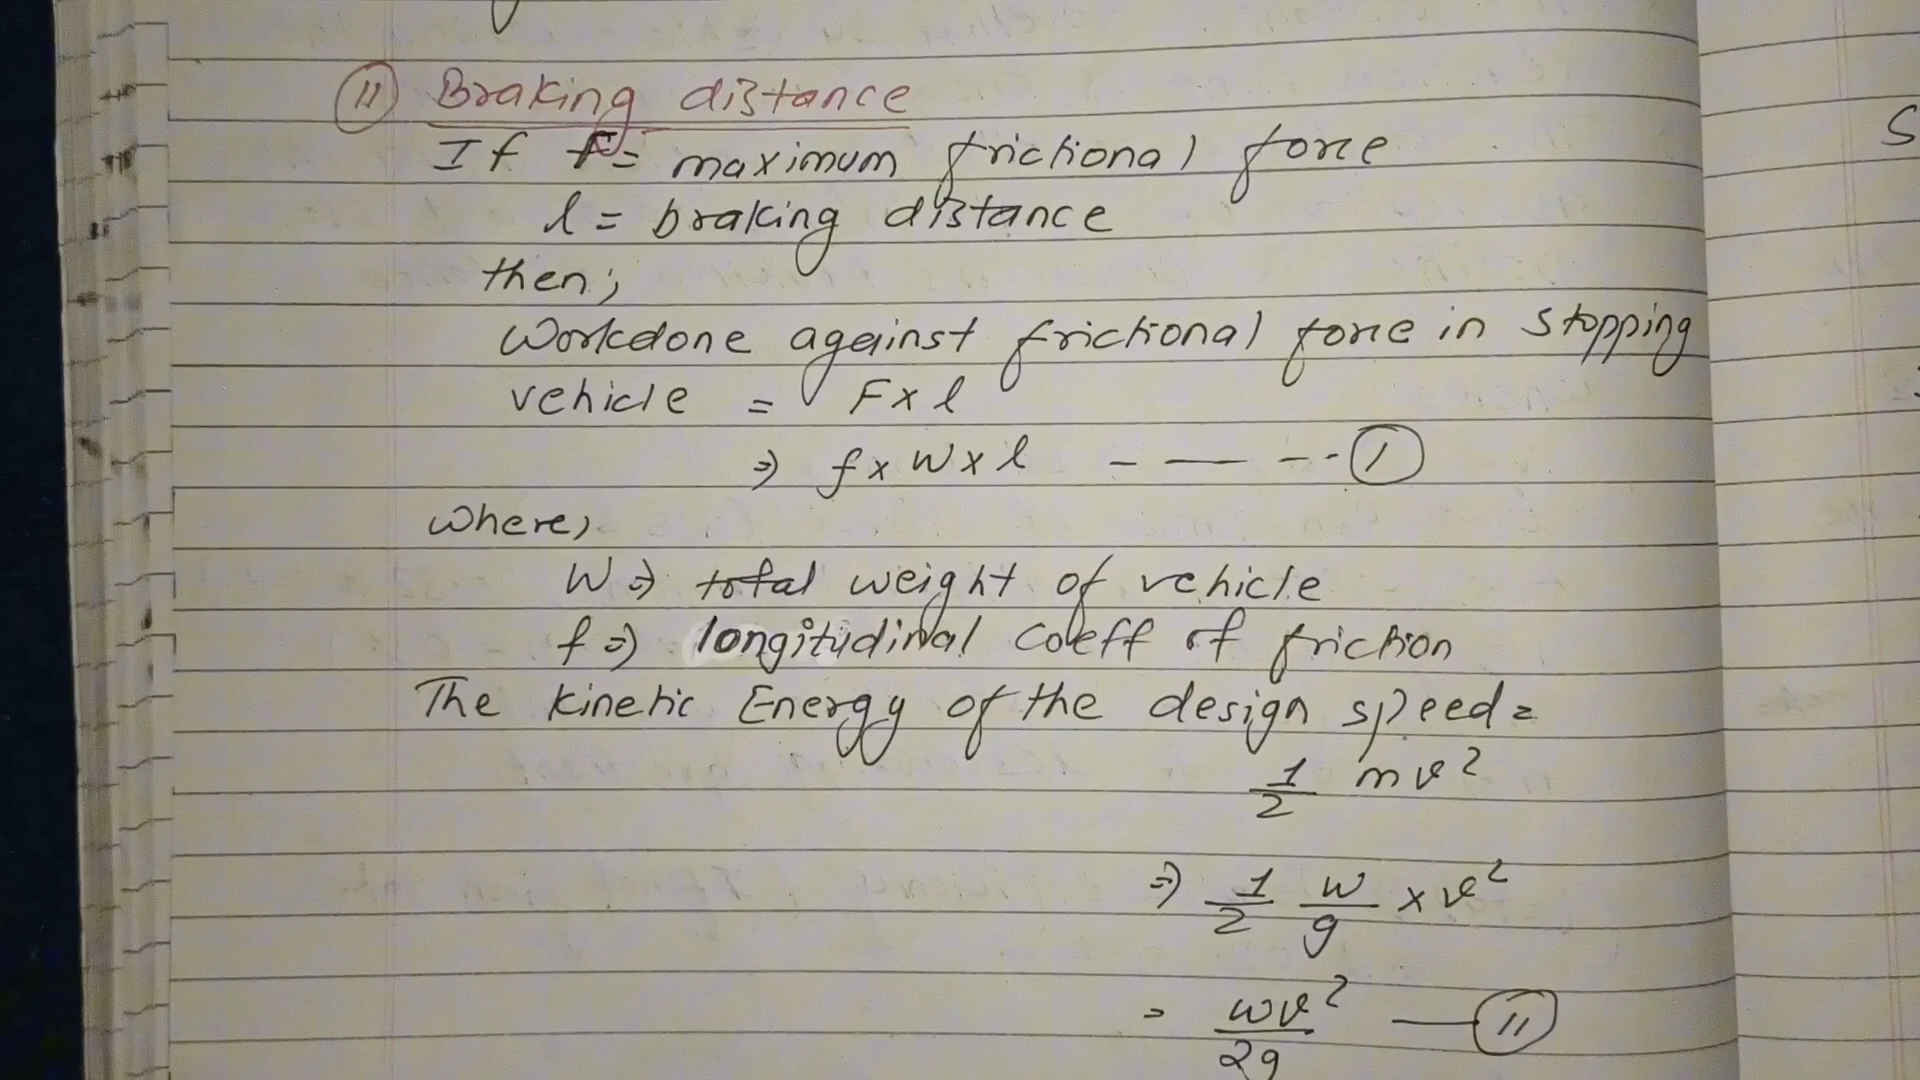 (11) Braking distance
If F = maximum frictional force
l = braking distance
then;
Workdone against frictional force in stopping
vehicle = F x l
⇒ f x W x l - — - - - (1)
where,
W ⇒ total weight of vehicle
f ⇒ longitudinal coeff of friction
The kinetic Energy of the design speed =
1/2 mv²
⇒ 1/2 W/g x v²
= wv²/2g — (11)
S